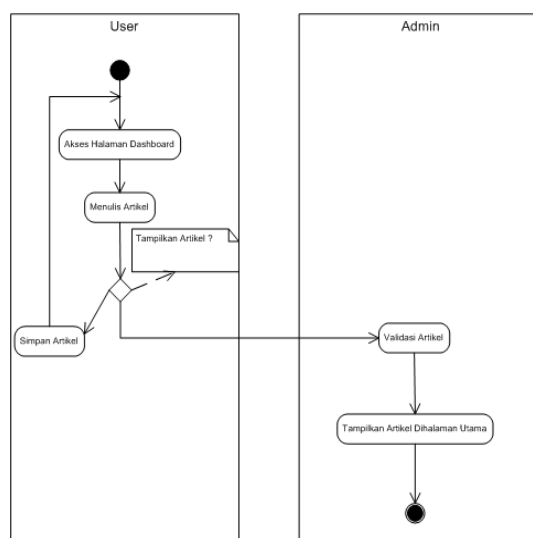 User
Admin
Akses Halaman Dashboard
Menulis Artikel
Tampilkan Artikel ?
Simpan Artikel
Validasi Artikel
Tampilkan Artikel Dihalaman Utama